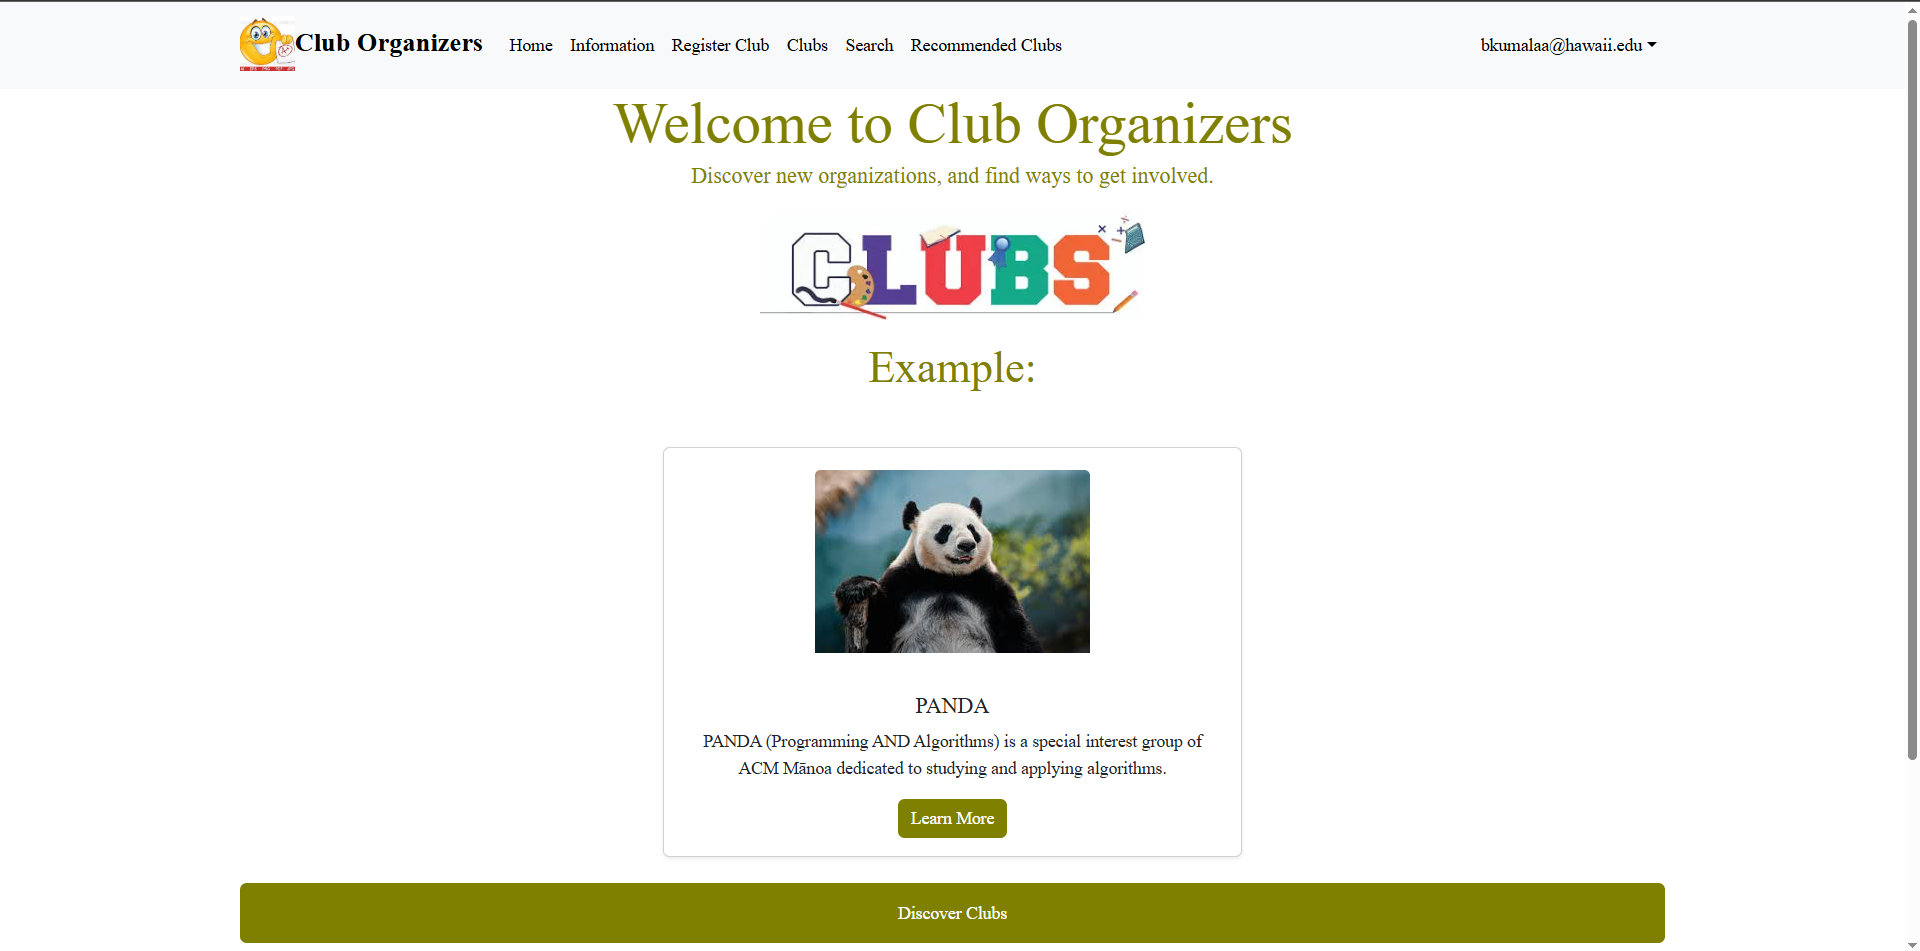 Club Organizers
Home
Information
Register Club
Clubs
Search
Recommended Clubs
bkumalaa@hawaii.edu
Welcome to Club Organizers
Discover new organizations, and find ways to get involved.
CLUBS
Example:
PANDA
PANDA (Programming AND Algorithms) is a special interest group of
ACM Mānoa dedicated to studying and applying algorithms.
Learn More
Discover Clubs